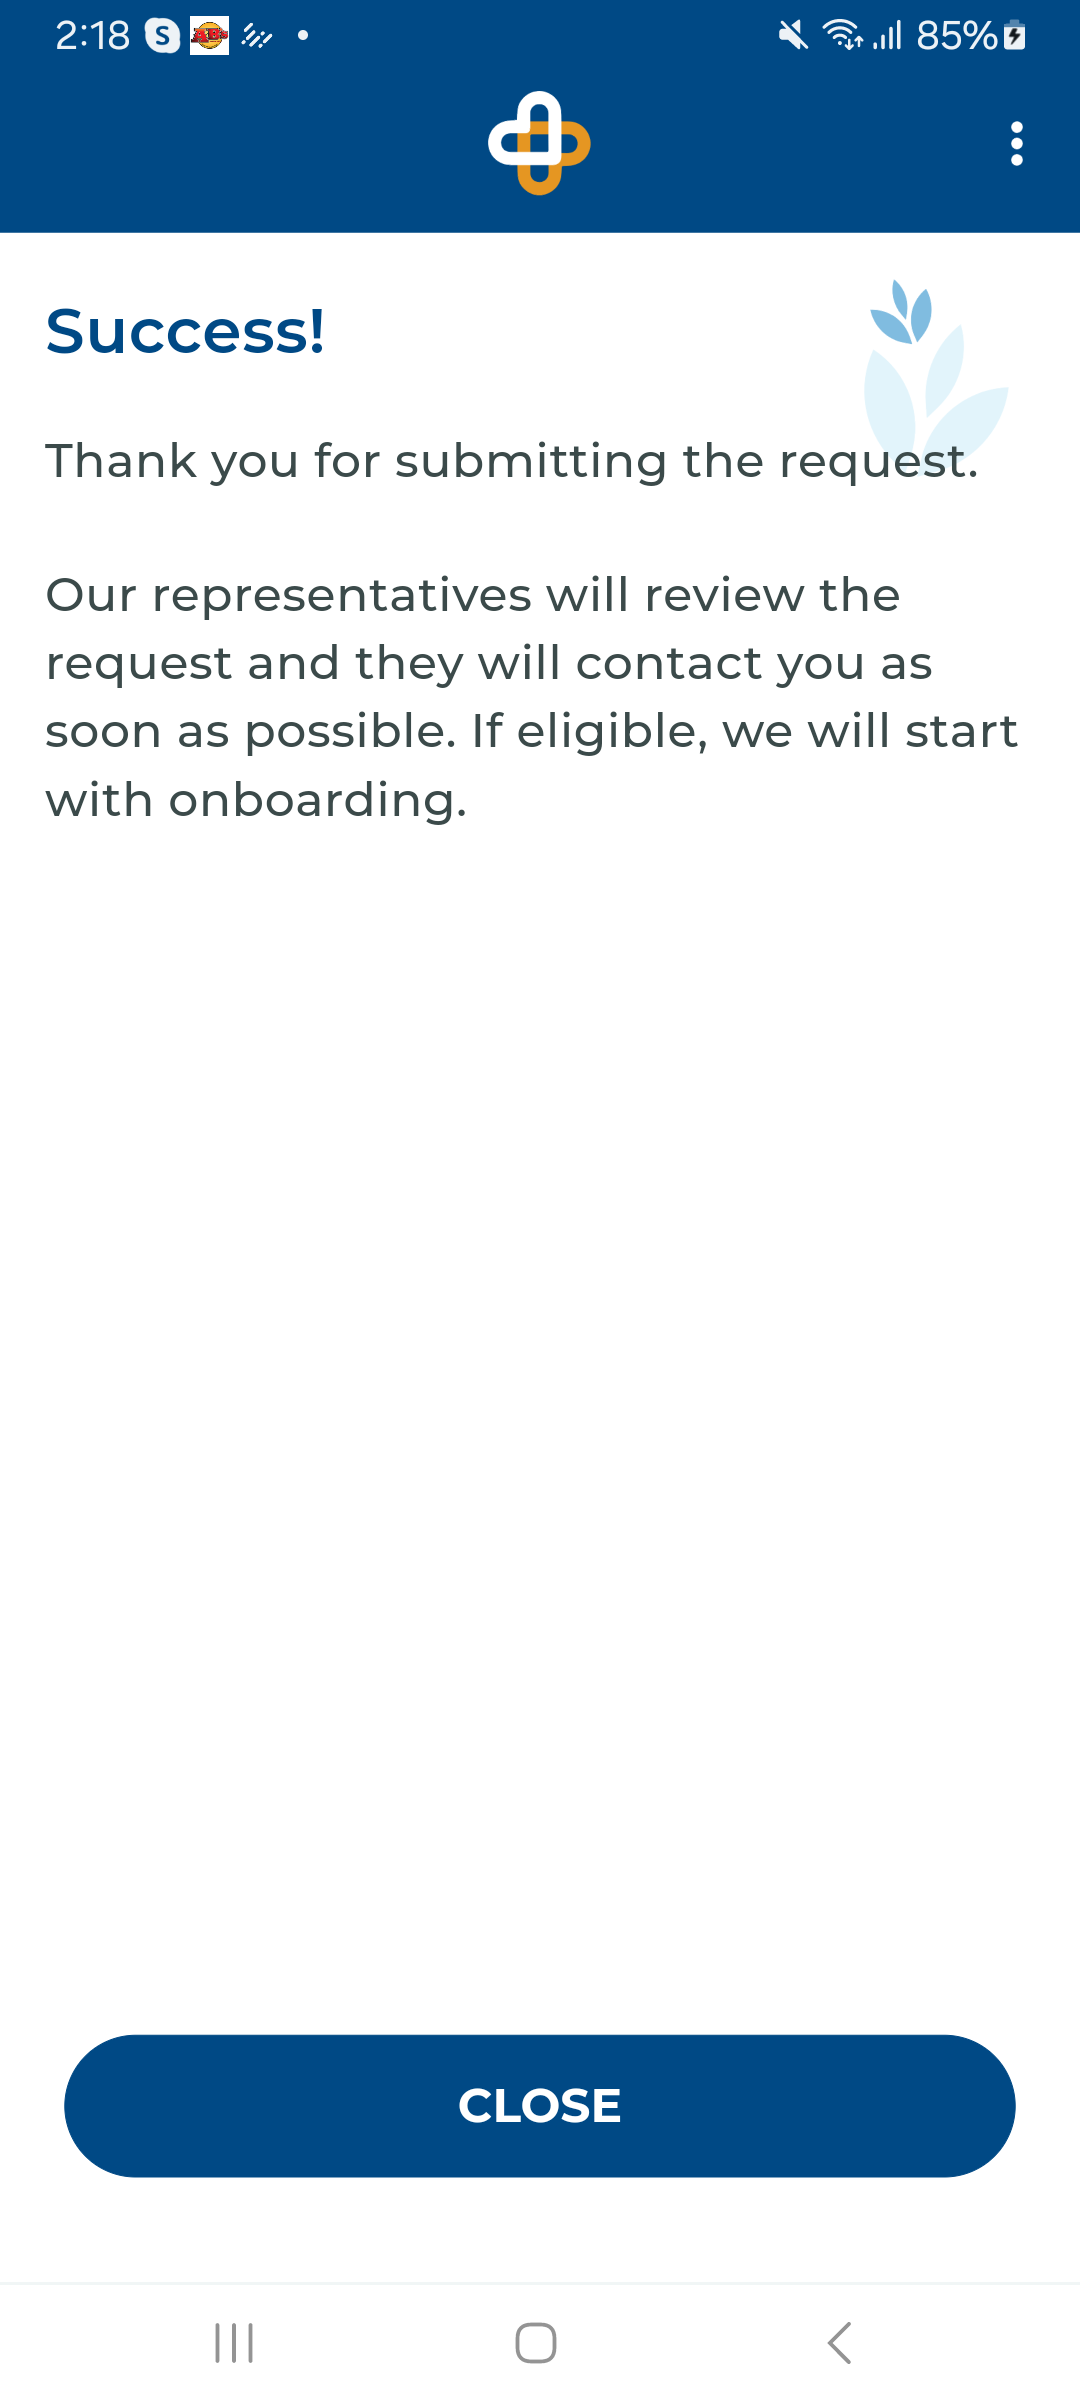 2:18 S 85%
Success!
Thank you for submitting the request.
Our representatives will review the
request and they will contact you as
soon as possible. If eligible, we will start
with onboarding.
CLOSE